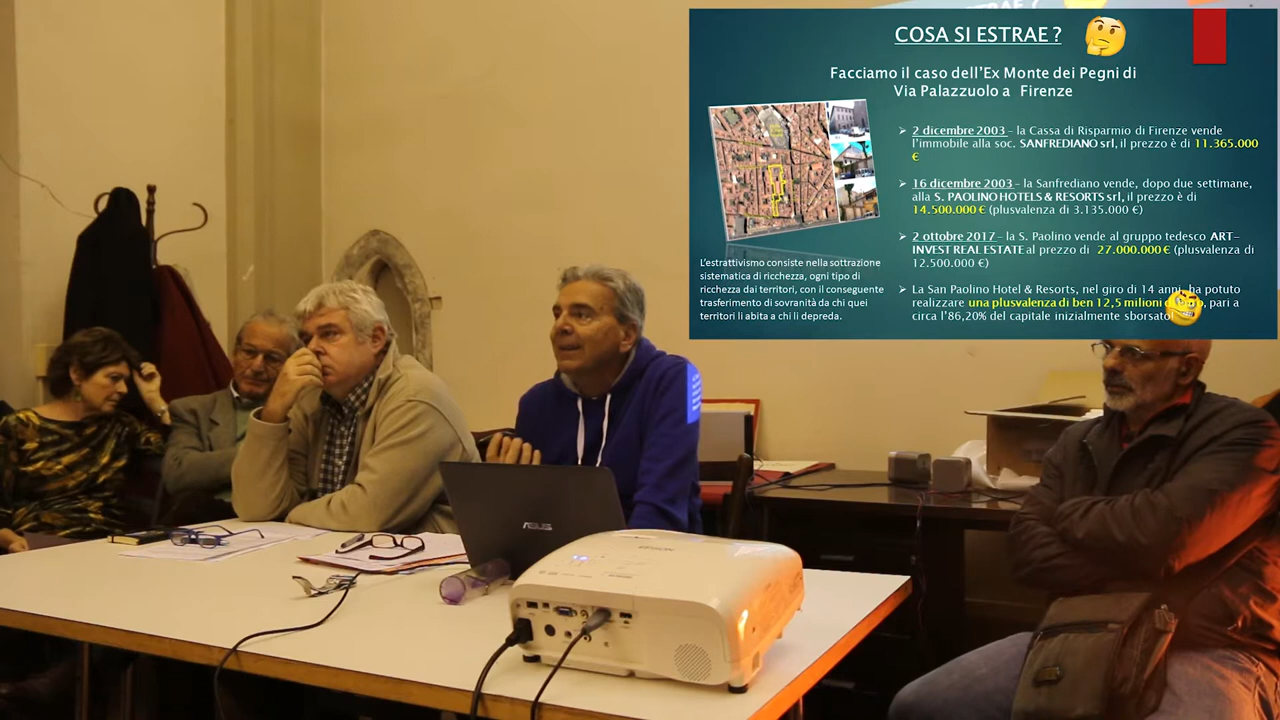 COSA SI ESTRAE ?
Facciamo il caso dell'Ex Monte dei Pegni di
Via Palazzuolo a Firenze
➢ 2 dicembre 2003 – la Cassa di Risparmio di Firenze vende
l'immobile alla soc. SANFREDIANO srl, il prezzo è di 11.365.000
€
➢ 16 dicembre 2003 – la Sanfrediano vende, dopo due settimane,
alla S. PAOLINO HOTELS & RESORTS srl, il prezzo è di
14.500.000 € (plusvalenza di 3.135.000 €)
➢ 2 ottobre 2017 – la S. Paolino vende al gruppo tedesco ART-
INVEST REAL ESTATE al prezzo di 27.000.000 € (plusvalenza di
12.500.000 €)
➢ La San Paolino Hotel & Resorts, nel giro di 14 anni, ha potuto
realizzare una plusvalenza di ben 12,5 milioni , pari a
circa l'86,20% del capitale inizialmente sborsato!
L'estrattivismo consiste nella sottrazione
sistematica di ricchezza, ogni tipo di
ricchezza dai territori, con il conseguente
trasferimento di sovranità da chi quei
territori li abita a chi li depreda.
ASUS
EPSON